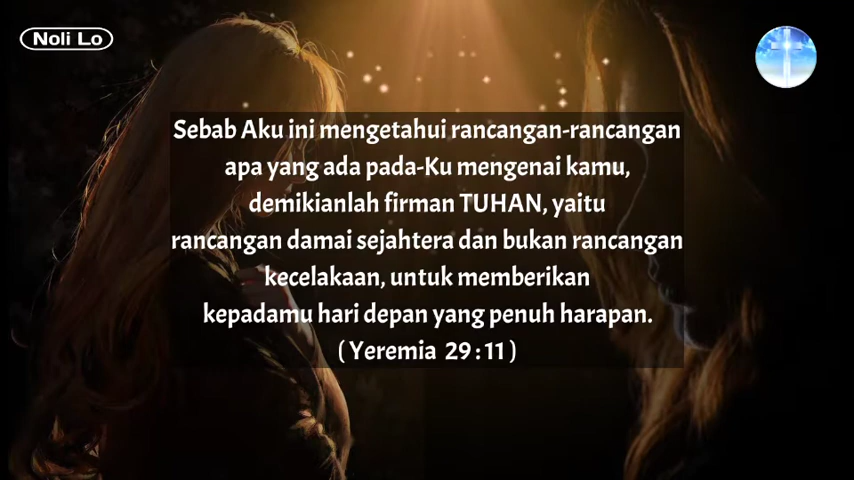 Noli Lo
Sebab Aku ini mengetahui rancangan-rancangan
apa yang ada pada-Ku mengenai kamu,
demikianlah firman TUHAN, yaitu
rancangan damai sejahtera dan bukan rancangan
kecelakaan, untuk memberikan
kepadamu hari depan yang penuh harapan.
( Yeremia 29 : 11 )